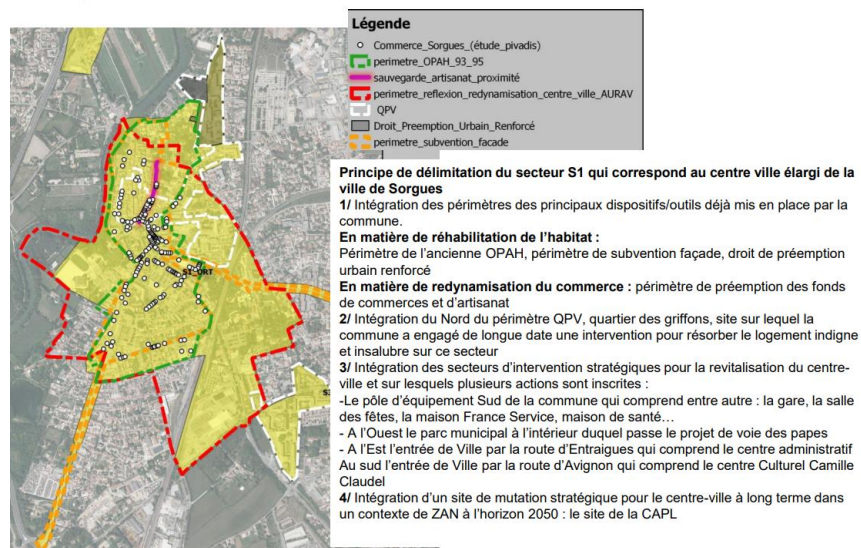 Légende
Commerce_Sorgues_(étude_pivadis)
perimetre_OPAH_93_95
sauvegarde_artisanat_proximité
perimetre_reflexion_redynamisation_centre_ville_AURAV
QPV
Droit_Preemption_Urbain_Renforcé
perimetre_subvention_facade
Principe de délimitation du secteur S1 qui correspond au centre ville élargi de la
ville de Sorgues
1/ Intégration des périmètres des principaux dispositifs/outils déjà mis en place par la
commune.
En matière de réhabilitation de l'habitat :
Périmètre de l'ancienne OPAH, périmètre de subvention façade, droit de préemption
urbain renforcé
En matière de redynamisation du commerce : périmètre de préemption des fonds
de commerces et d'artisanat
2/ Intégration du Nord du périmètre QPV, quartier des griffons, site sur lequel la
commune a engagé de longue date une intervention pour résorber le logement indigne
et insalubre sur ce secteur
3/ Intégration des secteurs d'intervention stratégiques pour la revitalisation du centre-
ville et sur lesquels plusieurs actions sont inscrites :
-Le pôle d'équipement Sud de la commune qui comprend entre autre : la gare, la salle
des fêtes, la maison France Service, maison de santé…
- A l'Ouest le parc municipal à l'intérieur duquel passe le projet de voie des papes
- A l'Est l'entrée de Ville par la route d'Entraigues qui comprend le centre administratif
Au sud l'entrée de Ville par la route d'Avignon qui comprend le centre Culturel Camille
Claudel
4/ Intégration d'un site de mutation stratégique pour le centre-ville à long terme dans
un contexte de ZAN à l'horizon 2050 : le site de la CAPL